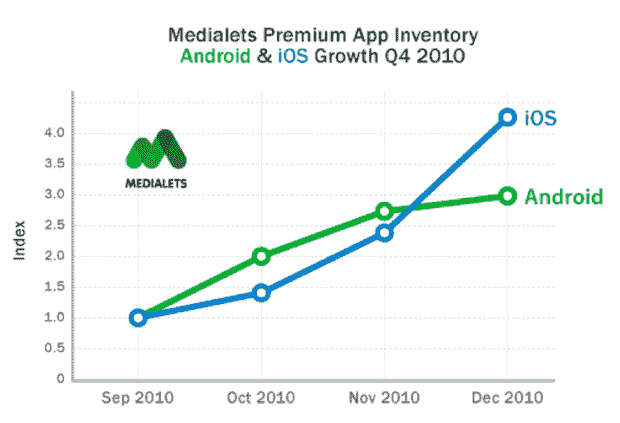 Medialets Premium App Inventory
Android & iOS Growth Q4 2010
4.0
3.5
3.0
2.5
2.0
1.5
1.0
0.5
0
Index
MEDIALETS
iOS
Android
Sep 2010
Oct 2010
Nov 2010
Dec 2010